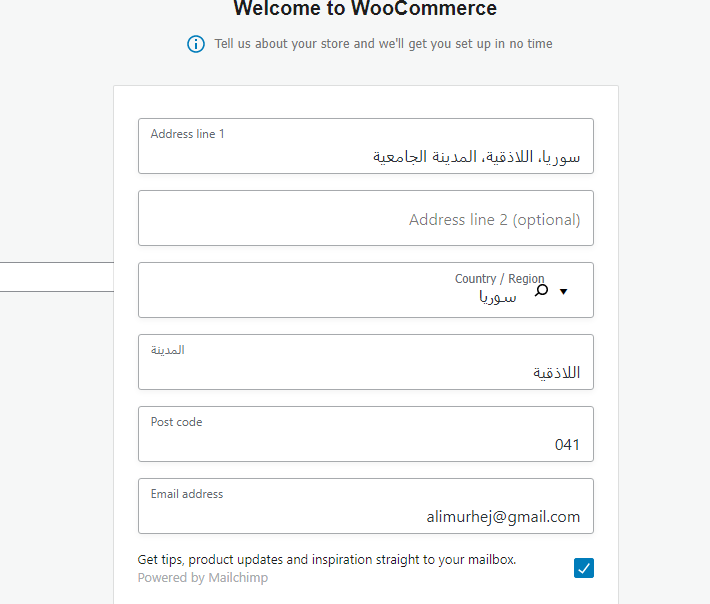 Welcome to WooCommerce
Tell us about your store and we'll get you set up in no time
Address line 1
سوريا، اللاذقية، المدينة الجامعية
Address line 2 (optional)
Country / Region
سوريا
المدينة
اللاذقية
Post code
041
Email address
alimurhej@gmail.com
Get tips, product updates and inspiration straight to your mailbox.
Powered by Mailchimp